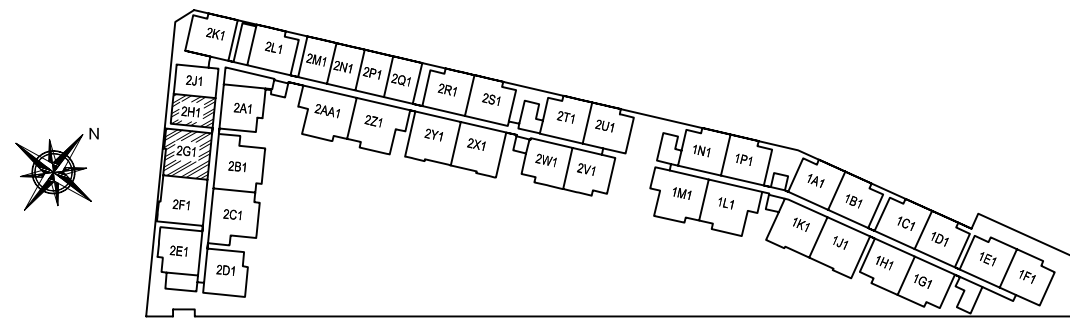 2K1
2L1
2M1
2N1
2P1
2Q1
2R1
2S1
2T1
2U1
2J1
2H1
2G1
2F1
2E1
2A1
2B1
2C1
2D1
2AA1
2Z1
2Y1
2X1
2W1
2V1
1N1
1P1
1A1
1B1
1C1
1D1
1E1
1F1
1M1
1L1
1K1
1J1
1H1
1G1
N